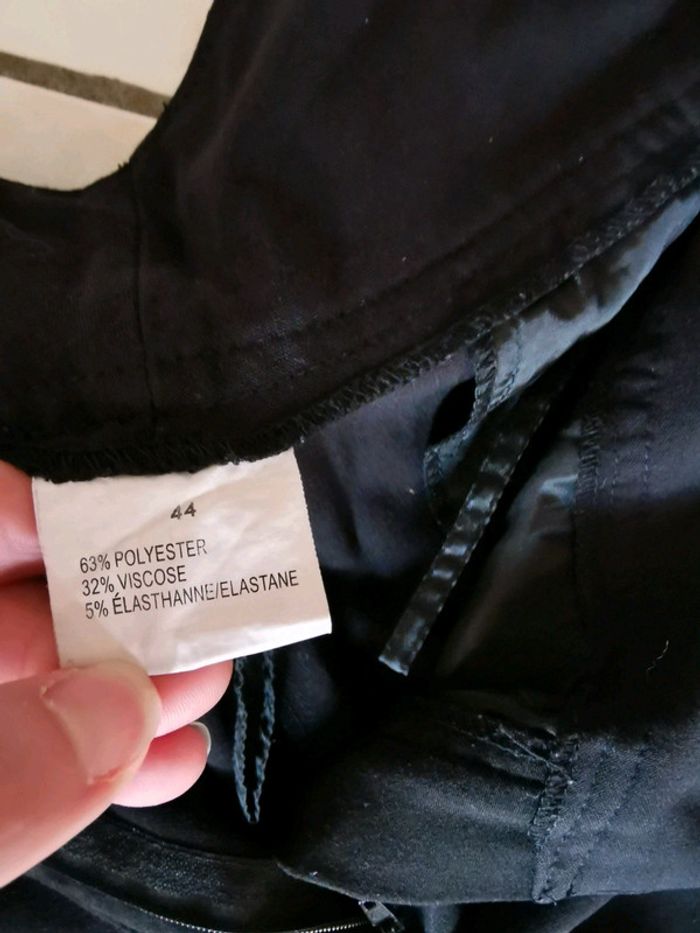 44
63% POLYESTER
32% VISCOSE
5% ÉLASTHANNE/ELASTANE